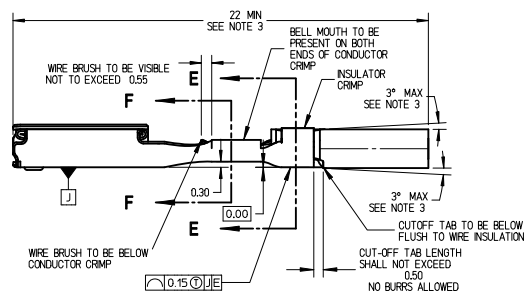 22 MIN
SEE NOTE 3
BELL MOUTH TO BE
PRESENT ON BOTH
ENDS OF CONDUCTOR
CRIMP
WIRE BRUSH TO BE VISIBLE
NOT TO EXCEED 0.55
E
INSULATOR
CRIMP
F
3° MAX
SEE NOTE 3
0.30
J
F
0.00
3° MAX
SEE NOTE 3
E
CUTOFF TAB TO BE BELOW
FLUSH TO WIRE INSULATION
WIRE BRUSH TO BE BELOW
CONDUCTOR CRIMP
CUT-OFF TAB LENGTH
SHALL NOT EXCEED
0.50
NO BURRS ALLOWED
⌓ 0.15 Ⓣ J E